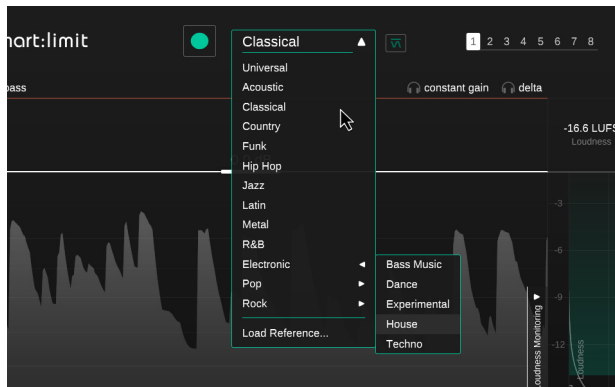 nart:limit
Classical
1 2 3 4 5 6 7 8
Universal
Acoustic
Classical
Country
Funk
Hip Hop
Jazz
Latin
Metal
R&B
Electronic
Pop
Rock
Load Reference...
Bass Music
Dance
Experimental
House
Techno
bass
constant gain
delta
-16.6 LUFS
Loudness
-3
-6
-9
-12
oudness Monitoring
Loudness